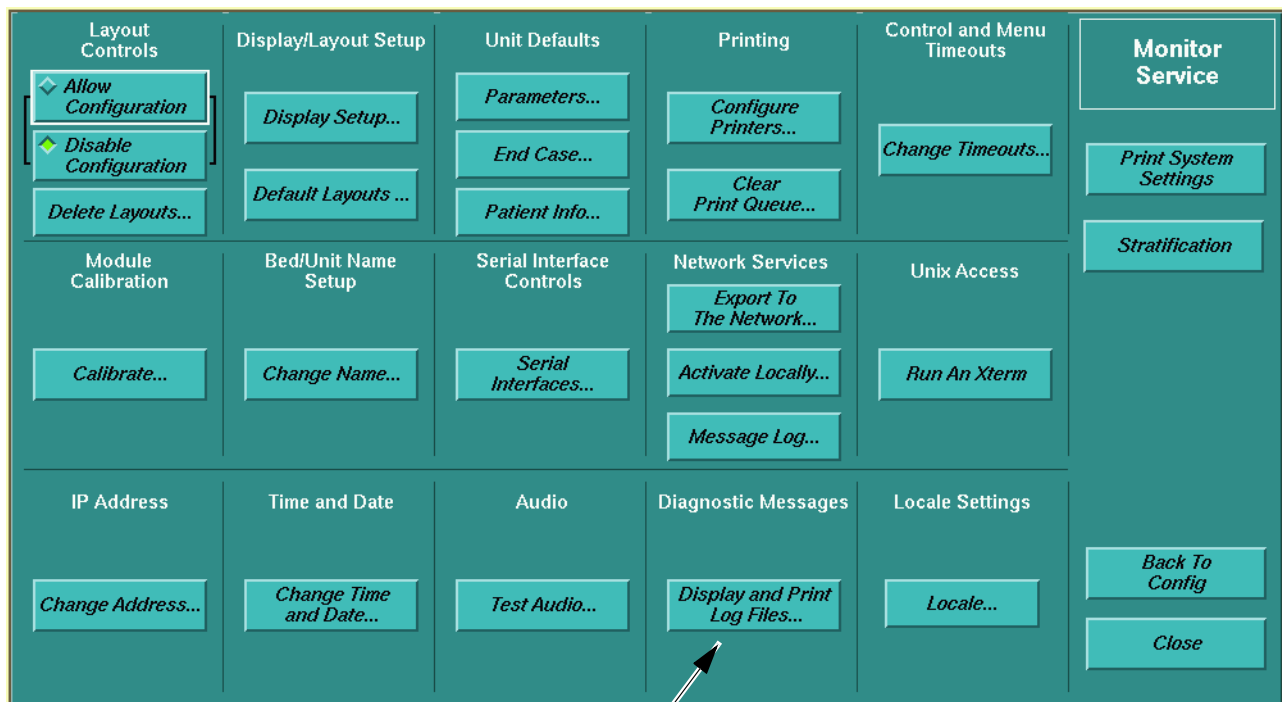 Layout
Controls
Allow
Configuration
Disable
Configuration
Delete Layouts...
Display/Layout Setup
Display Setup...
Default Layouts ...
Unit Defaults
Parameters...
End Case...
Patient Info...
Printing
Configure
Printers...
Clear
Print Queue...
Control and Menu
Timeouts
Change Timeouts...
Monitor
Service
Print System
Settings
Stratification
Module
Calibration
Calibrate...
Bed/Unit Name
Setup
Change Name...
Serial Interface
Controls
Serial
Interfaces...
Network Services
Export To
The Network...
Activate Locally...
Message Log...
Unix Access
Run An Xterm
IP Address
Change Address...
Time and Date
Change Time
and Date...
Audio
Test Audio...
Diagnostic Messages
Display and Print
Log Files...
Locale Settings
Locale...
Back To
Config
Close